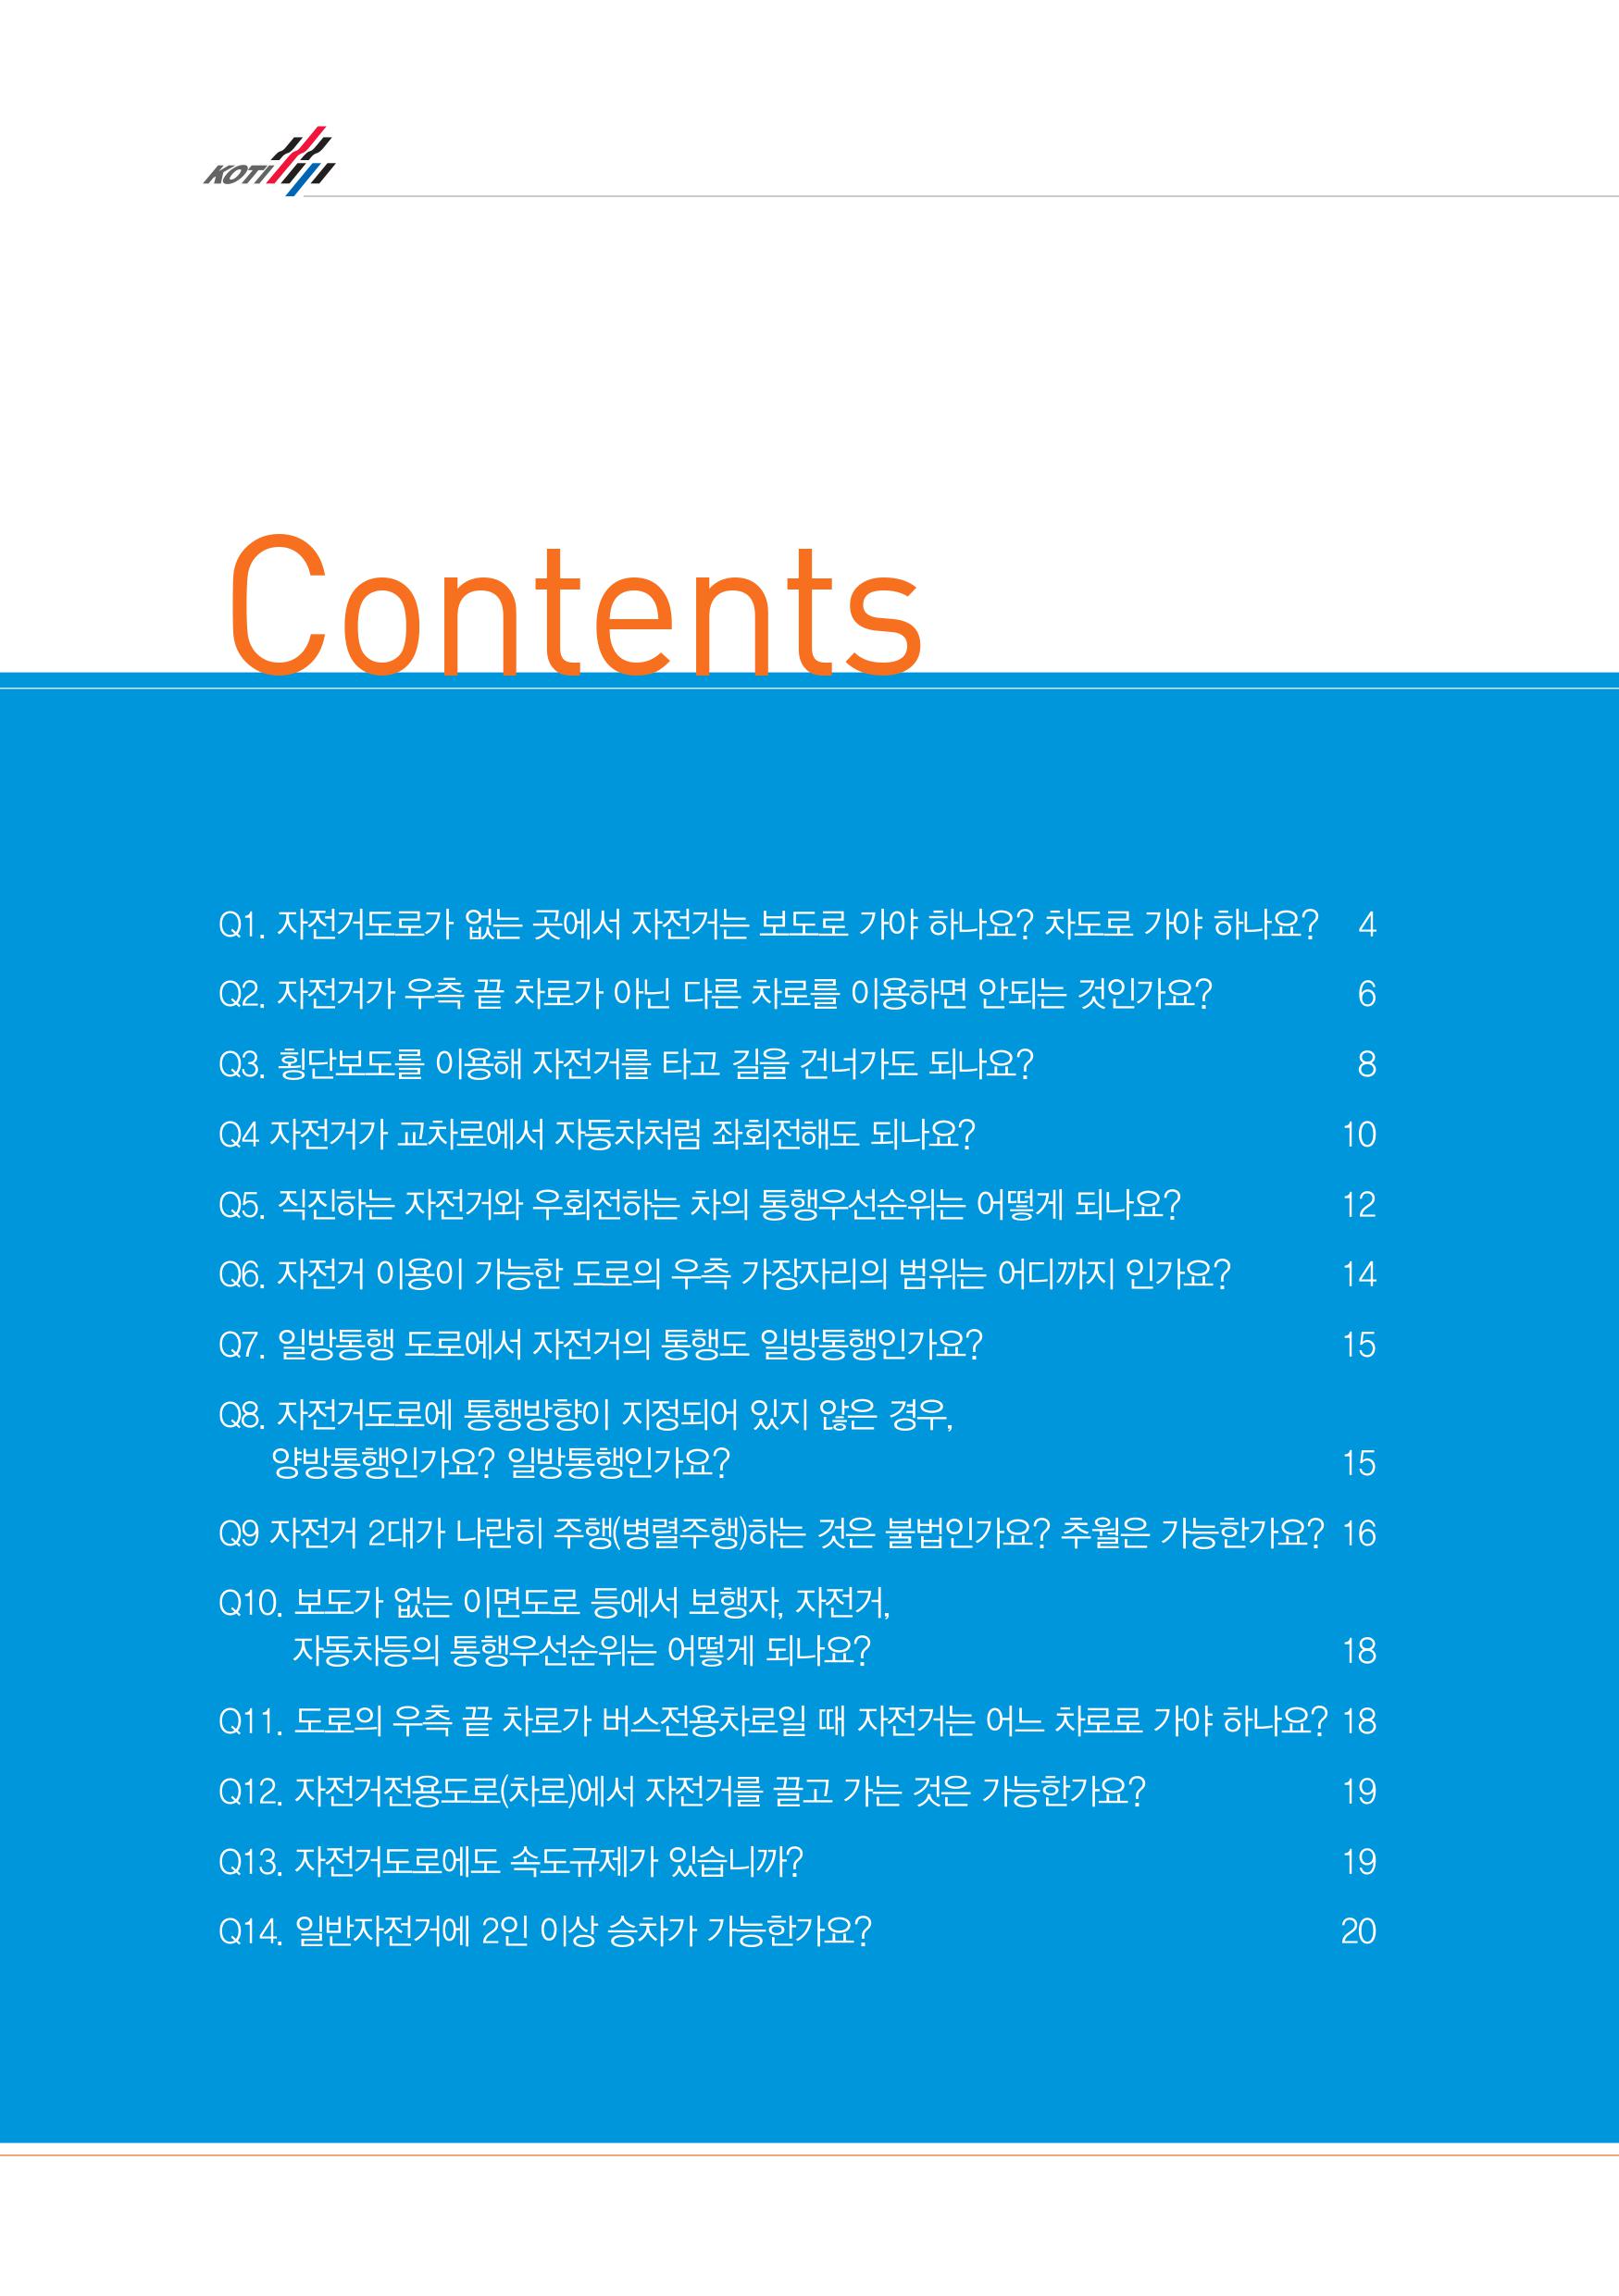 KOTI
Contents
Q1. 자전거도로가 없는 곳에서 자전거는 보도로 가야 하나요? 차도로 가야 하나요? 4
Q2. 자전거가 우측 끝 차로가 아닌 다른 차로를 이용하면 안되는 것인가요? 6
Q3. 횡단보도를 이용해 자전거를 타고 길을 건너가도 되나요? 8
Q4 자전거가 교차로에서 자동차처럼 좌회전해도 되나요? 10
Q5. 직진하는 자전거와 우회전하는 차의 통행우선순위는 어떻게 되나요? 12
Q6. 자전거 이용이 가능한 도로의 우측 가장자리의 범위는 어디까지 인가요? 14
Q7. 일방통행 도로에서 자전거의 통행도 일방통행인가요? 15
Q8. 자전거도로에 통행방향이 지정되어 있지 않은 경우,
양방통행인가요? 일방통행인가요? 15
Q9 자전거 2대가 나란히 주행(병렬주행)하는 것은 불법인가요? 추월은 가능한가요? 16
Q10. 보도가 없는 이면도로 등에서 보행자, 자전거,
자동차등의 통행우선순위는 어떻게 되나요? 18
Q11. 도로의 우측 끝 차로가 버스전용차로일 때 자전거는 어느 차로로 가야 하나요? 18
Q12. 자전거전용도로(차로)에서 자전거를 끌고 가는 것은 가능한가요? 19
Q13. 자전거도로에도 속도규제가 있습니까? 19
Q14. 일반자전거에 2인 이상 승차가 가능한가요? 20